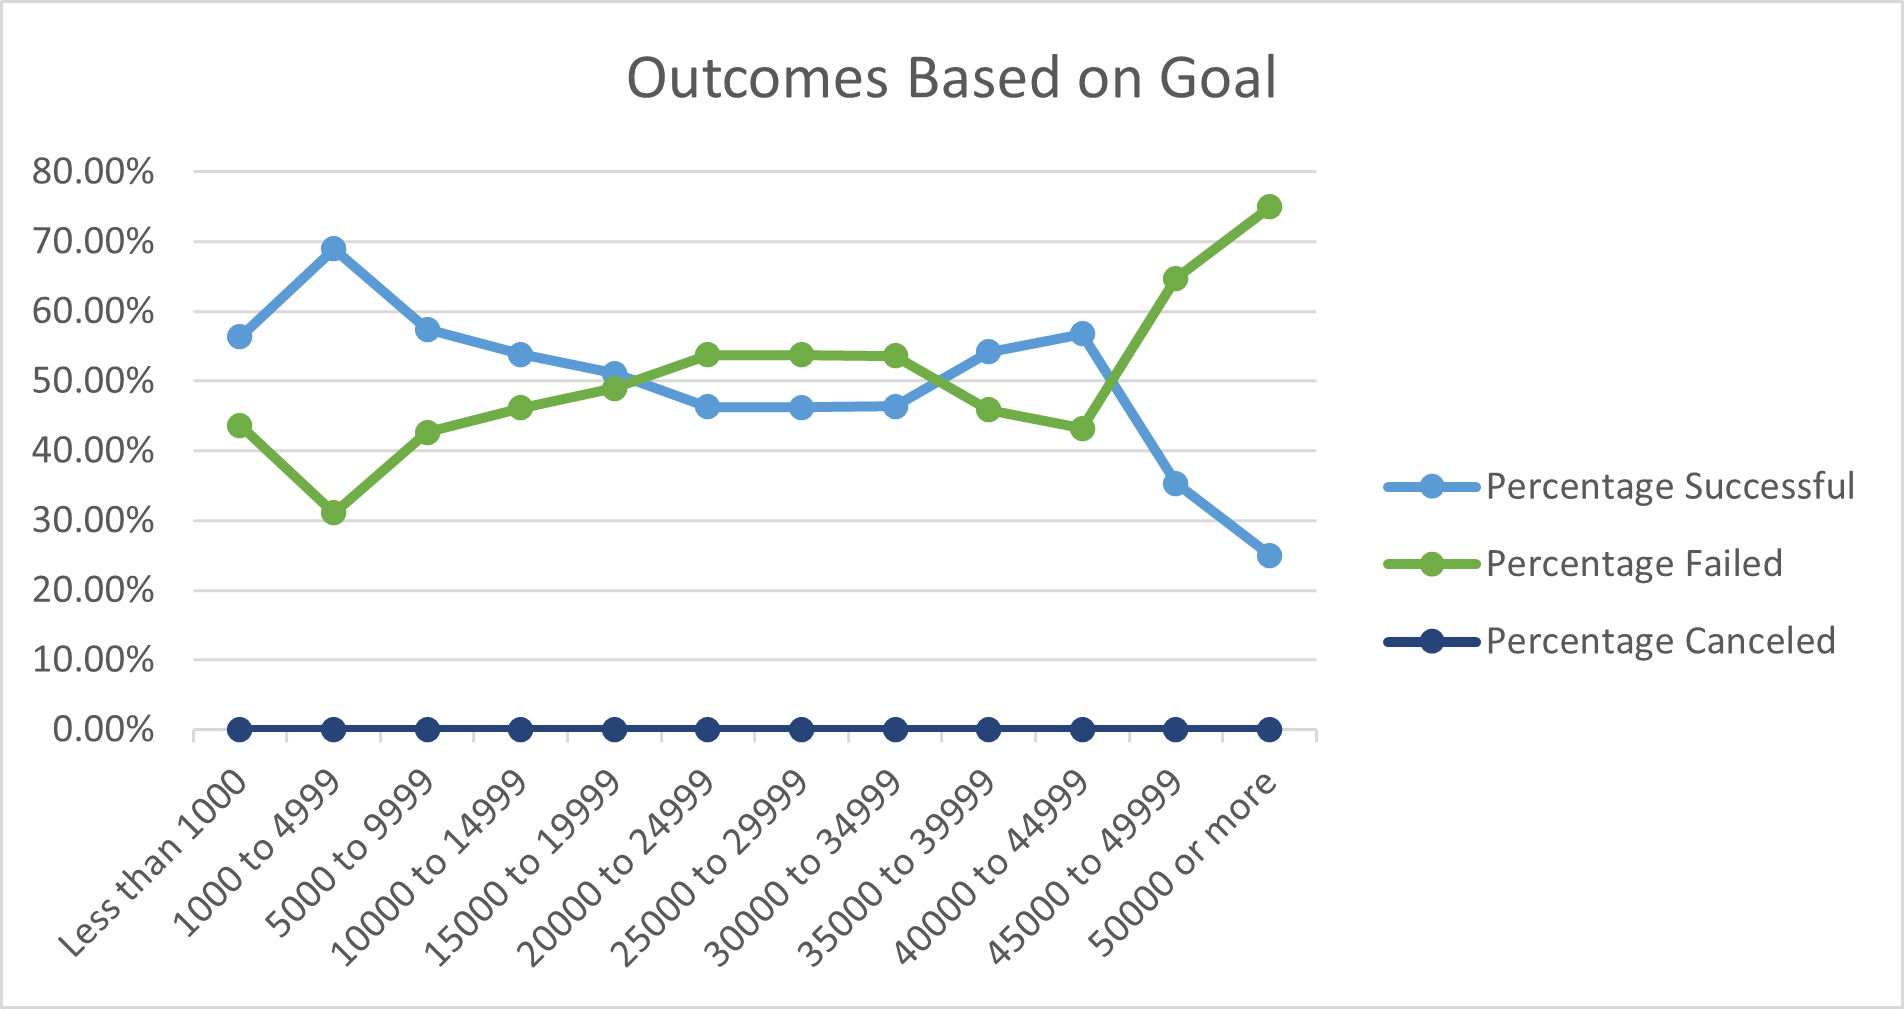 Outcomes Based on Goal
80.00%
70.00%
60.00%
50.00%
40.00%
30.00%
20.00%
10.00%
0.00%
Less than 1000
1000 to 4999
5000 to 9999
10000 to 14999
15000 to 19999
20000 to 24999
25000 to 29999
30000 to 34999
35000 to 39999
40000 to 44999
45000 to 49999
50000 or more
Percentage Successful
Percentage Failed
Percentage Canceled